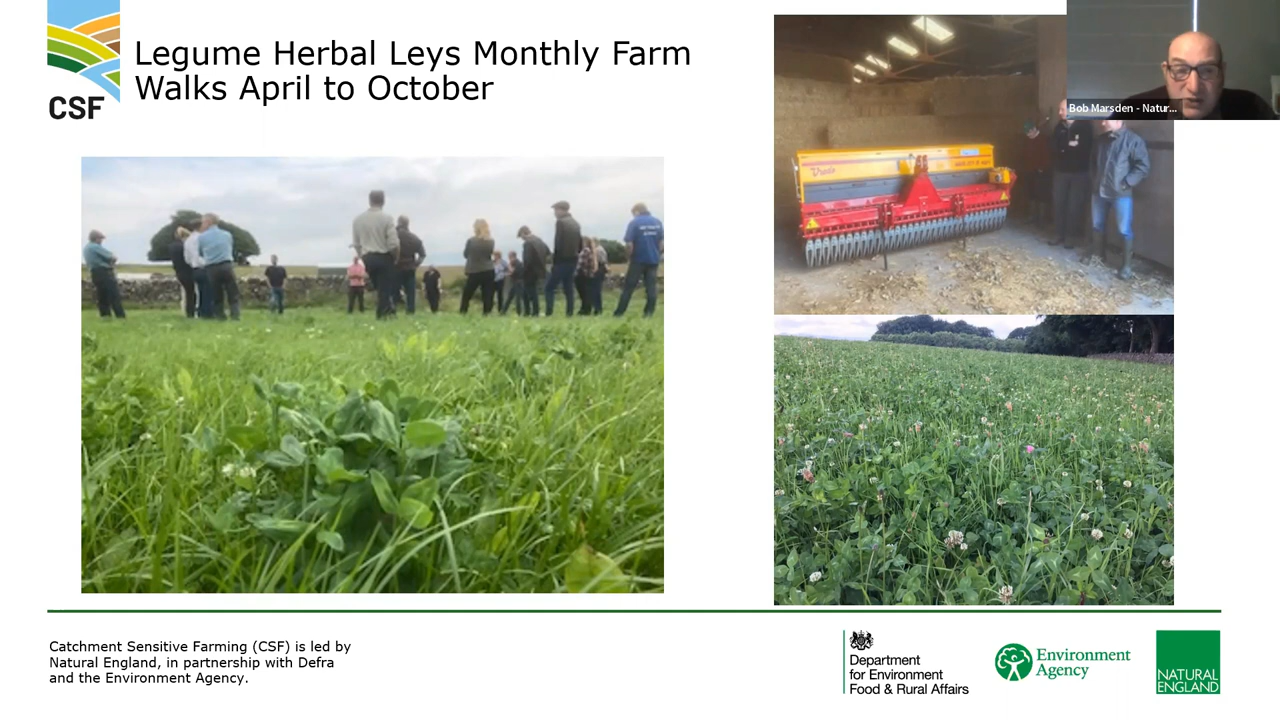 CSF
Legume Herbal Leys Monthly Farm
Walks April to October
Bob Marsden - Natur...
Vredo
Catchment Sensitive Farming (CSF) is led by
Natural England, in partnership with Defra
and the Environment Agency.
Department
for Environment
Food & Rural Affairs
Environment
Agency
NATURAL
ENGLAND